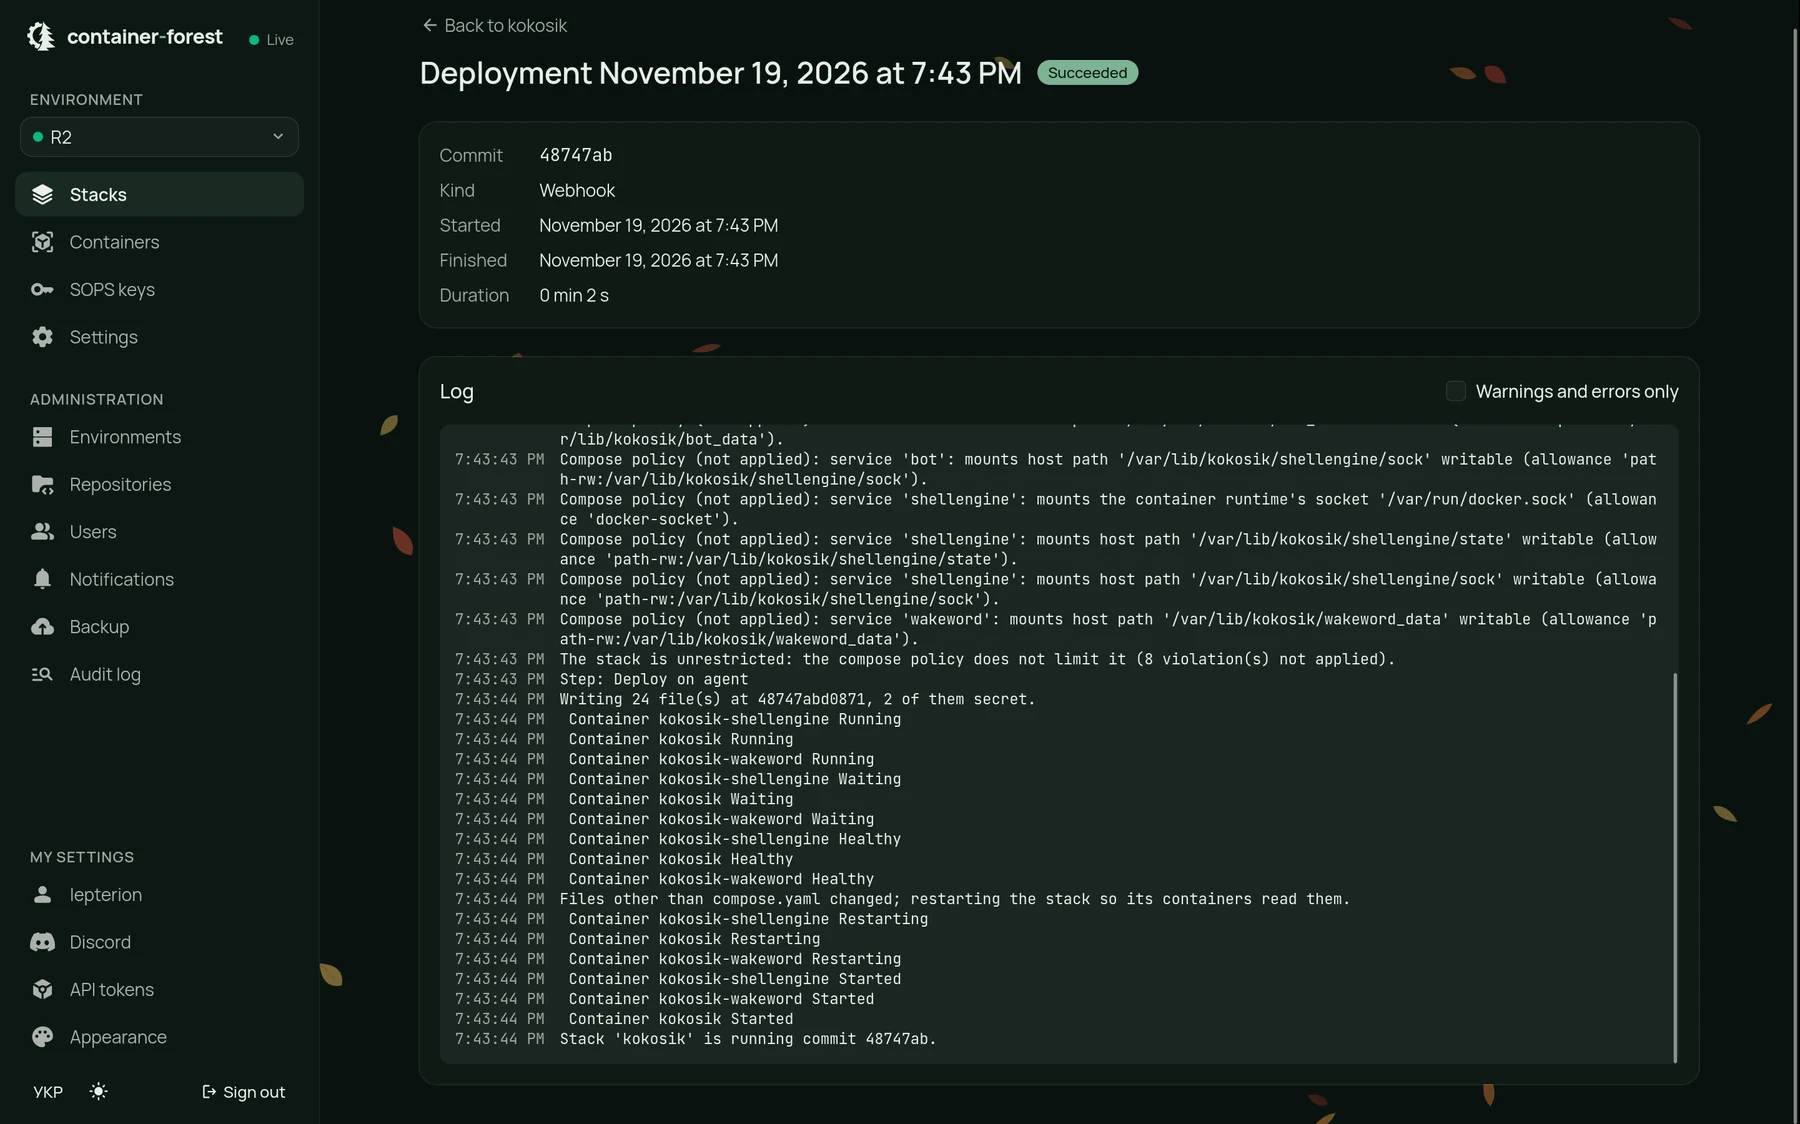 container-forest
Live
ENVIRONMENT
R2
Stacks
Containers
SOPS keys
Settings
ADMINISTRATION
Environments
Repositories
Users
Notifications
Backup
Audit log
MY SETTINGS
lepterion
Discord
API tokens
Appearance
УКР
Sign out
Back to kokosik
Deployment November 19, 2026 at 7:43 PM Succeeded
Commit 48747ab
Kind Webhook
Started November 19, 2026 at 7:43 PM
Finished November 19, 2026 at 7:43 PM
Duration 0 min 2 s
Log
Warnings and errors only
r/lib/kokosik/bot_data').
7:43:43 PM Compose policy (not applied): service 'bot': mounts host path '/var/lib/kokosik/shellengine/sock' writable (allowance 'pat
h-rw:/var/lib/kokosik/shellengine/sock').
7:43:43 PM Compose policy (not applied): service 'shellengine': mounts the container runtime's socket '/var/run/docker.sock' (allowan
ce 'docker-socket').
7:43:43 PM Compose policy (not applied): service 'shellengine': mounts host path '/var/lib/kokosik/shellengine/state' writable (allow
ance 'path-rw:/var/lib/kokosik/shellengine/state').
7:43:43 PM Compose policy (not applied): service 'shellengine': mounts host path '/var/lib/kokosik/shellengine/sock' writable (allowa
nce 'path-rw:/var/lib/kokosik/shellengine/sock').
7:43:43 PM Compose policy (not applied): service 'wakeword': mounts host path '/var/lib/kokosik/wakeword_data' writable (allowance 'p
ath-rw:/var/lib/kokosik/wakeword_data').
7:43:43 PM The stack is unrestricted: the compose policy does not limit it (8 violation(s) not applied).
7:43:43 PM Step: Deploy on agent
7:43:44 PM Writing 24 file(s) at 48747abd0871, 2 of them secret.
7:43:44 PM Container kokosik-shellengine Running
7:43:44 PM Container kokosik Running
7:43:44 PM Container kokosik-wakeword Running
7:43:44 PM Container kokosik-shellengine Waiting
7:43:44 PM Container kokosik Waiting
7:43:44 PM Container kokosik-wakeword Waiting
7:43:44 PM Container kokosik-shellengine Healthy
7:43:44 PM Container kokosik Healthy
7:43:44 PM Container kokosik-wakeword Healthy
7:43:44 PM Files other than compose.yaml changed; restarting the stack so its containers read them.
7:43:44 PM Container kokosik-shellengine Restarting
7:43:44 PM Container kokosik Restarting
7:43:44 PM Container kokosik-wakeword Restarting
7:43:44 PM Container kokosik-shellengine Started
7:43:44 PM Container kokosik-wakeword Started
7:43:44 PM Container kokosik Started
7:43:44 PM Stack 'kokosik' is running commit 48747ab.